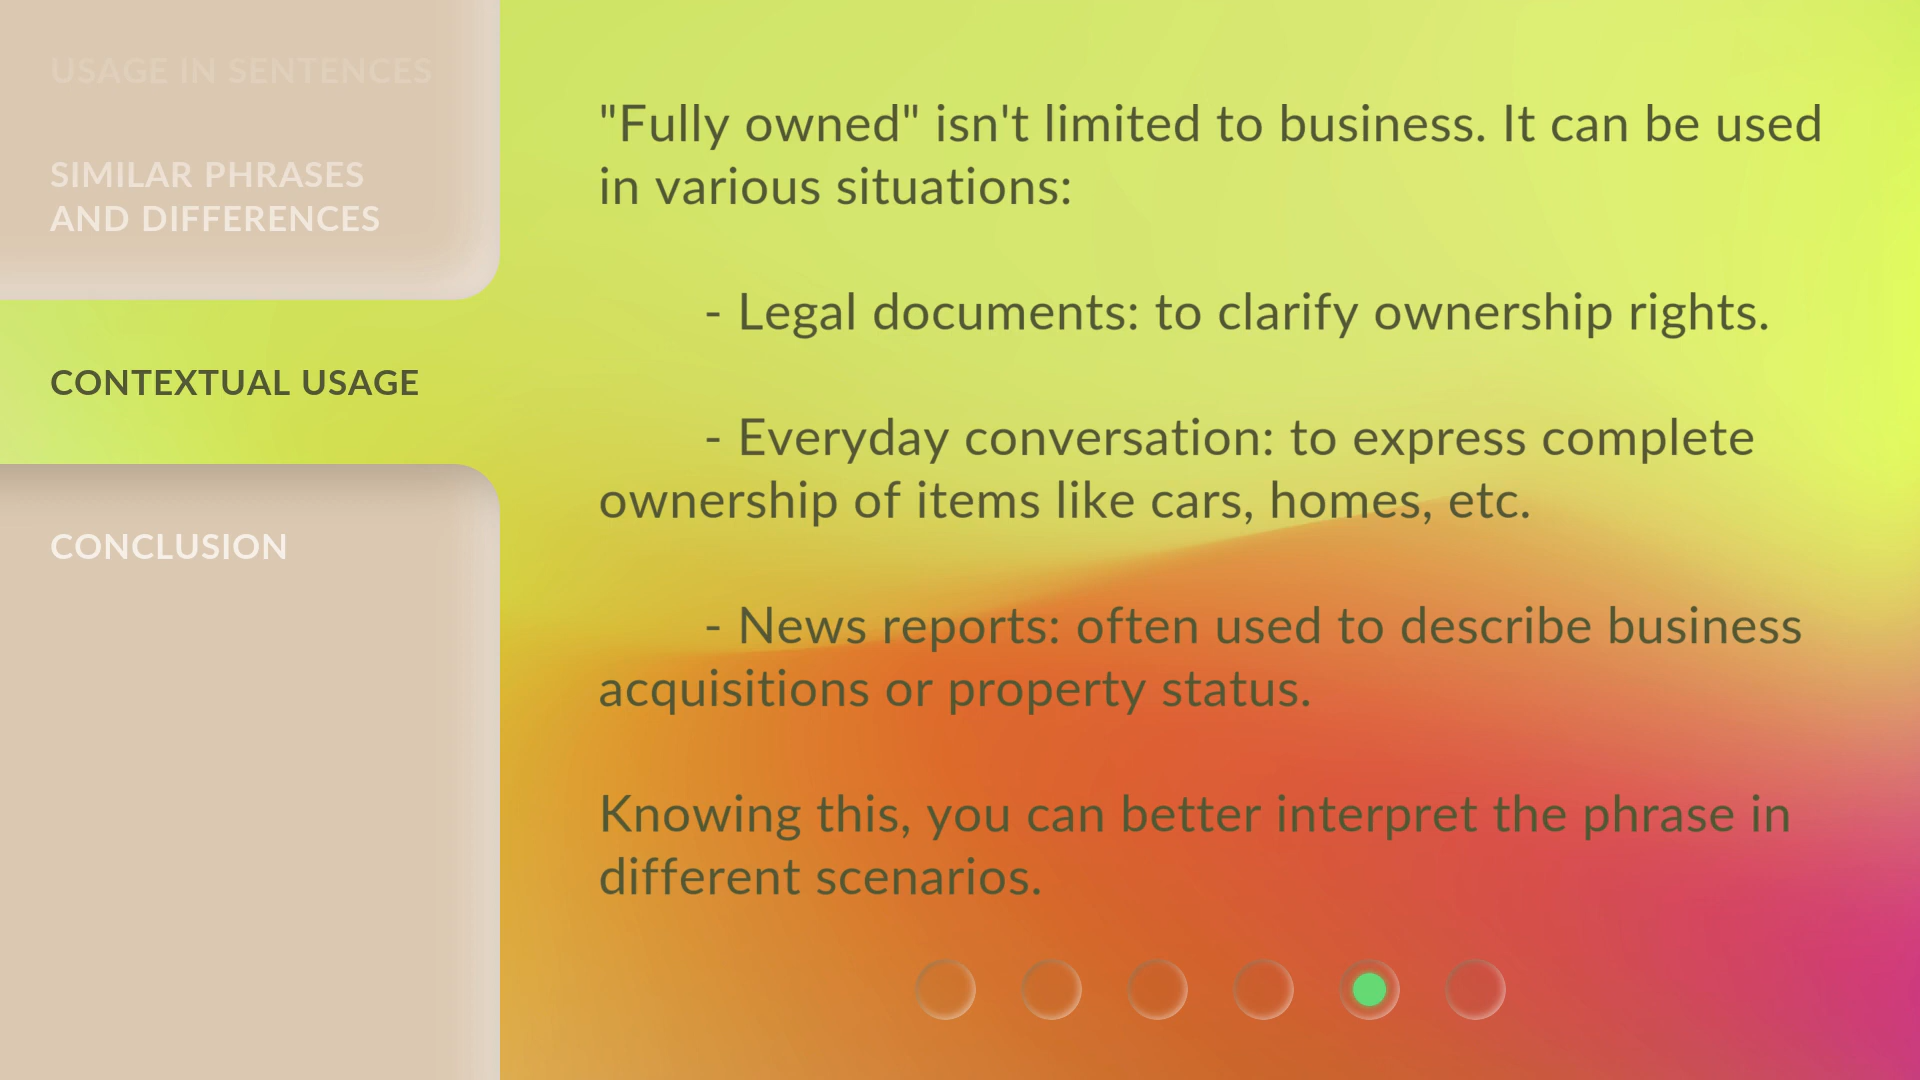 USAGE IN SENTENCES
SIMILAR PHRASES
AND DIFFERENCES
CONTEXTUAL USAGE
CONCLUSION
"Fully owned" isn't limited to business. It can be used
in various situations:
- Legal documents: to clarify ownership rights.
- Everyday conversation: to express complete
ownership of items like cars, homes, etc.
- News reports: often used to describe business
acquisitions or property status.
Knowing this, you can better interpret the phrase in
different scenarios.